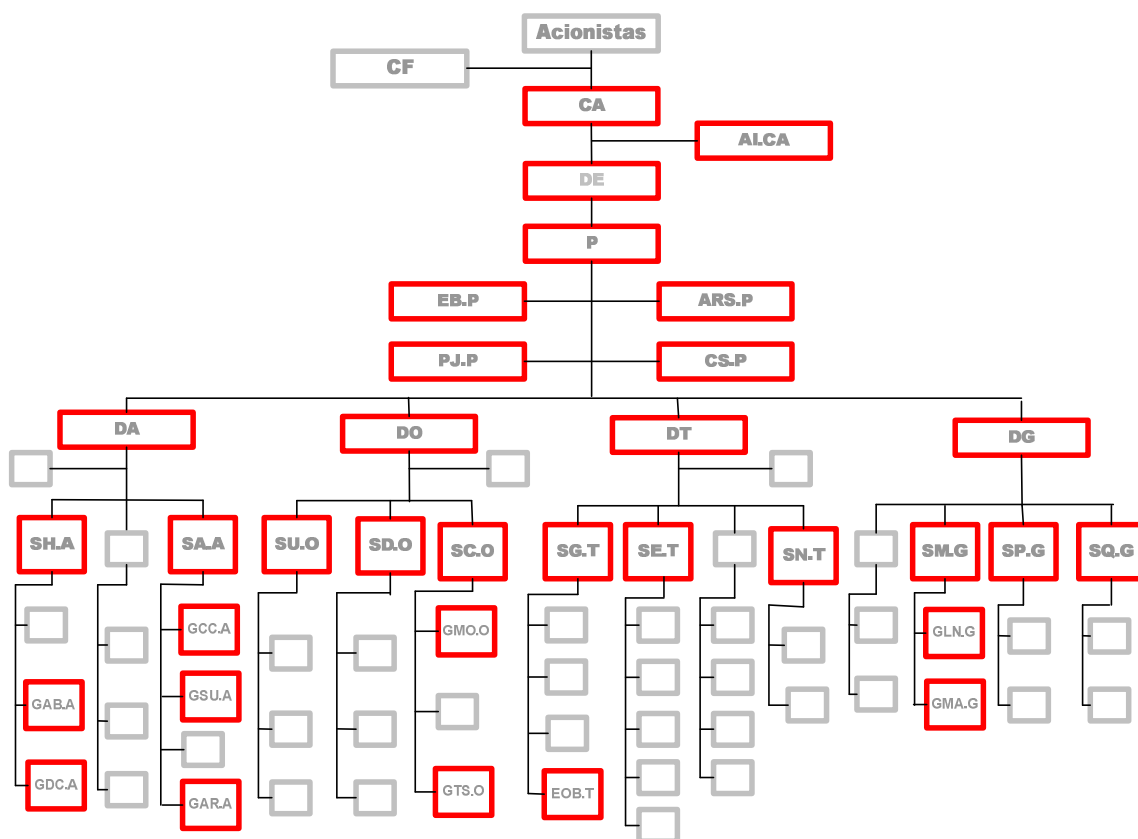 Acionistas
CF
CA
AI.CA
DE
P
EB.P
ARS.P
PJ.P
CS.P
DA
DO
DT
DG
SH.A
SA.A
SU.O
SD.O
SC.O
SG.T
SE.T
SN.T
SM.G
SP.G
SQ.G
GCC.A
GMO.O
GLN.G
GAB.A
GSU.A
GMA.G
GDC.A
GAR.A
GTS.O
EOB.T